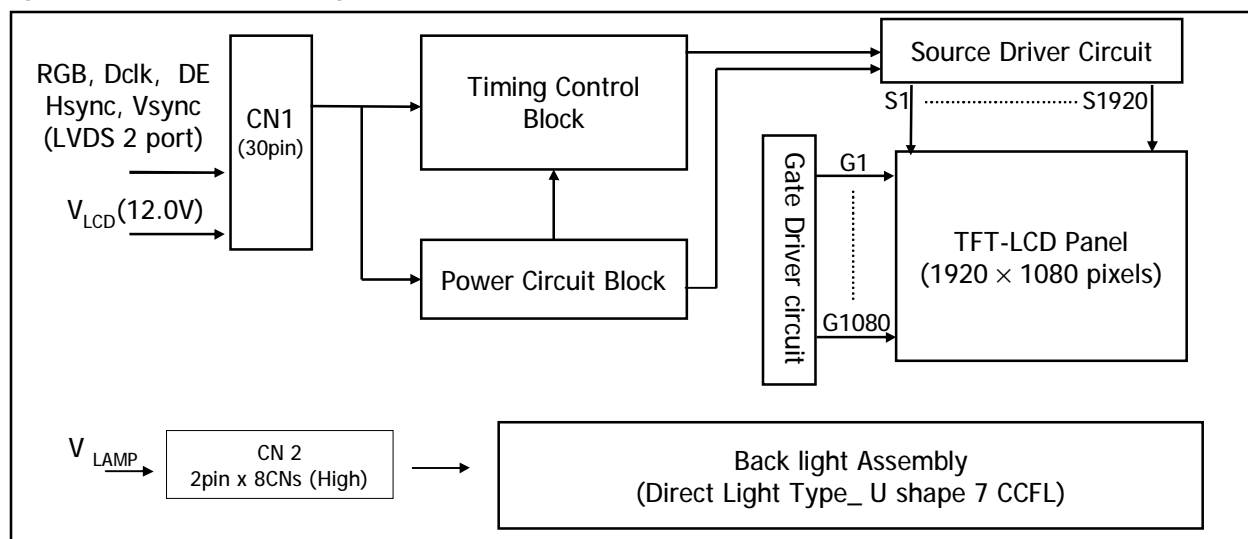 RGB, Dclk, DE
Hsync, Vsync
(LVDS 2 port)
V LCD (12.0V)
CN1
(30pin)
Timing Control
Block
Power Circuit Block
Source Driver Circuit
S1
S1920
Gate Driver circuit
G1
G1080
TFT-LCD Panel
(1920 × 1080 pixels)
V LAMP
CN 2
2pin x 8CNs (High)
Back light Assembly
(Direct Light Type_ U shape 7 CCFL)